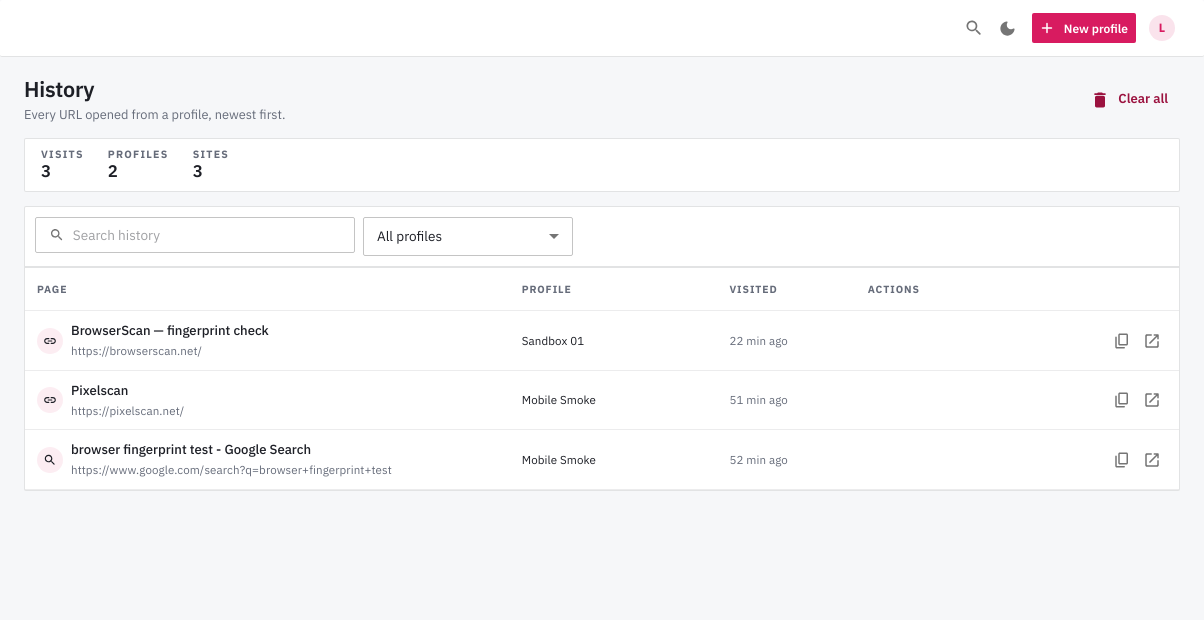 New profile
L
History
Every URL opened from a profile, newest first.
Clear all
VISITS PROFILES SITES
3 2 3
Search history
All profiles
PAGE PROFILE VISITED ACTIONS
BrowserScan — fingerprint check
https://browserscan.net/
Sandbox 01
22 min ago
Pixelscan
https://pixelscan.net/
Mobile Smoke
51 min ago
browser fingerprint test - Google Search
https://www.google.com/search?q=browser+fingerprint+test
Mobile Smoke
52 min ago